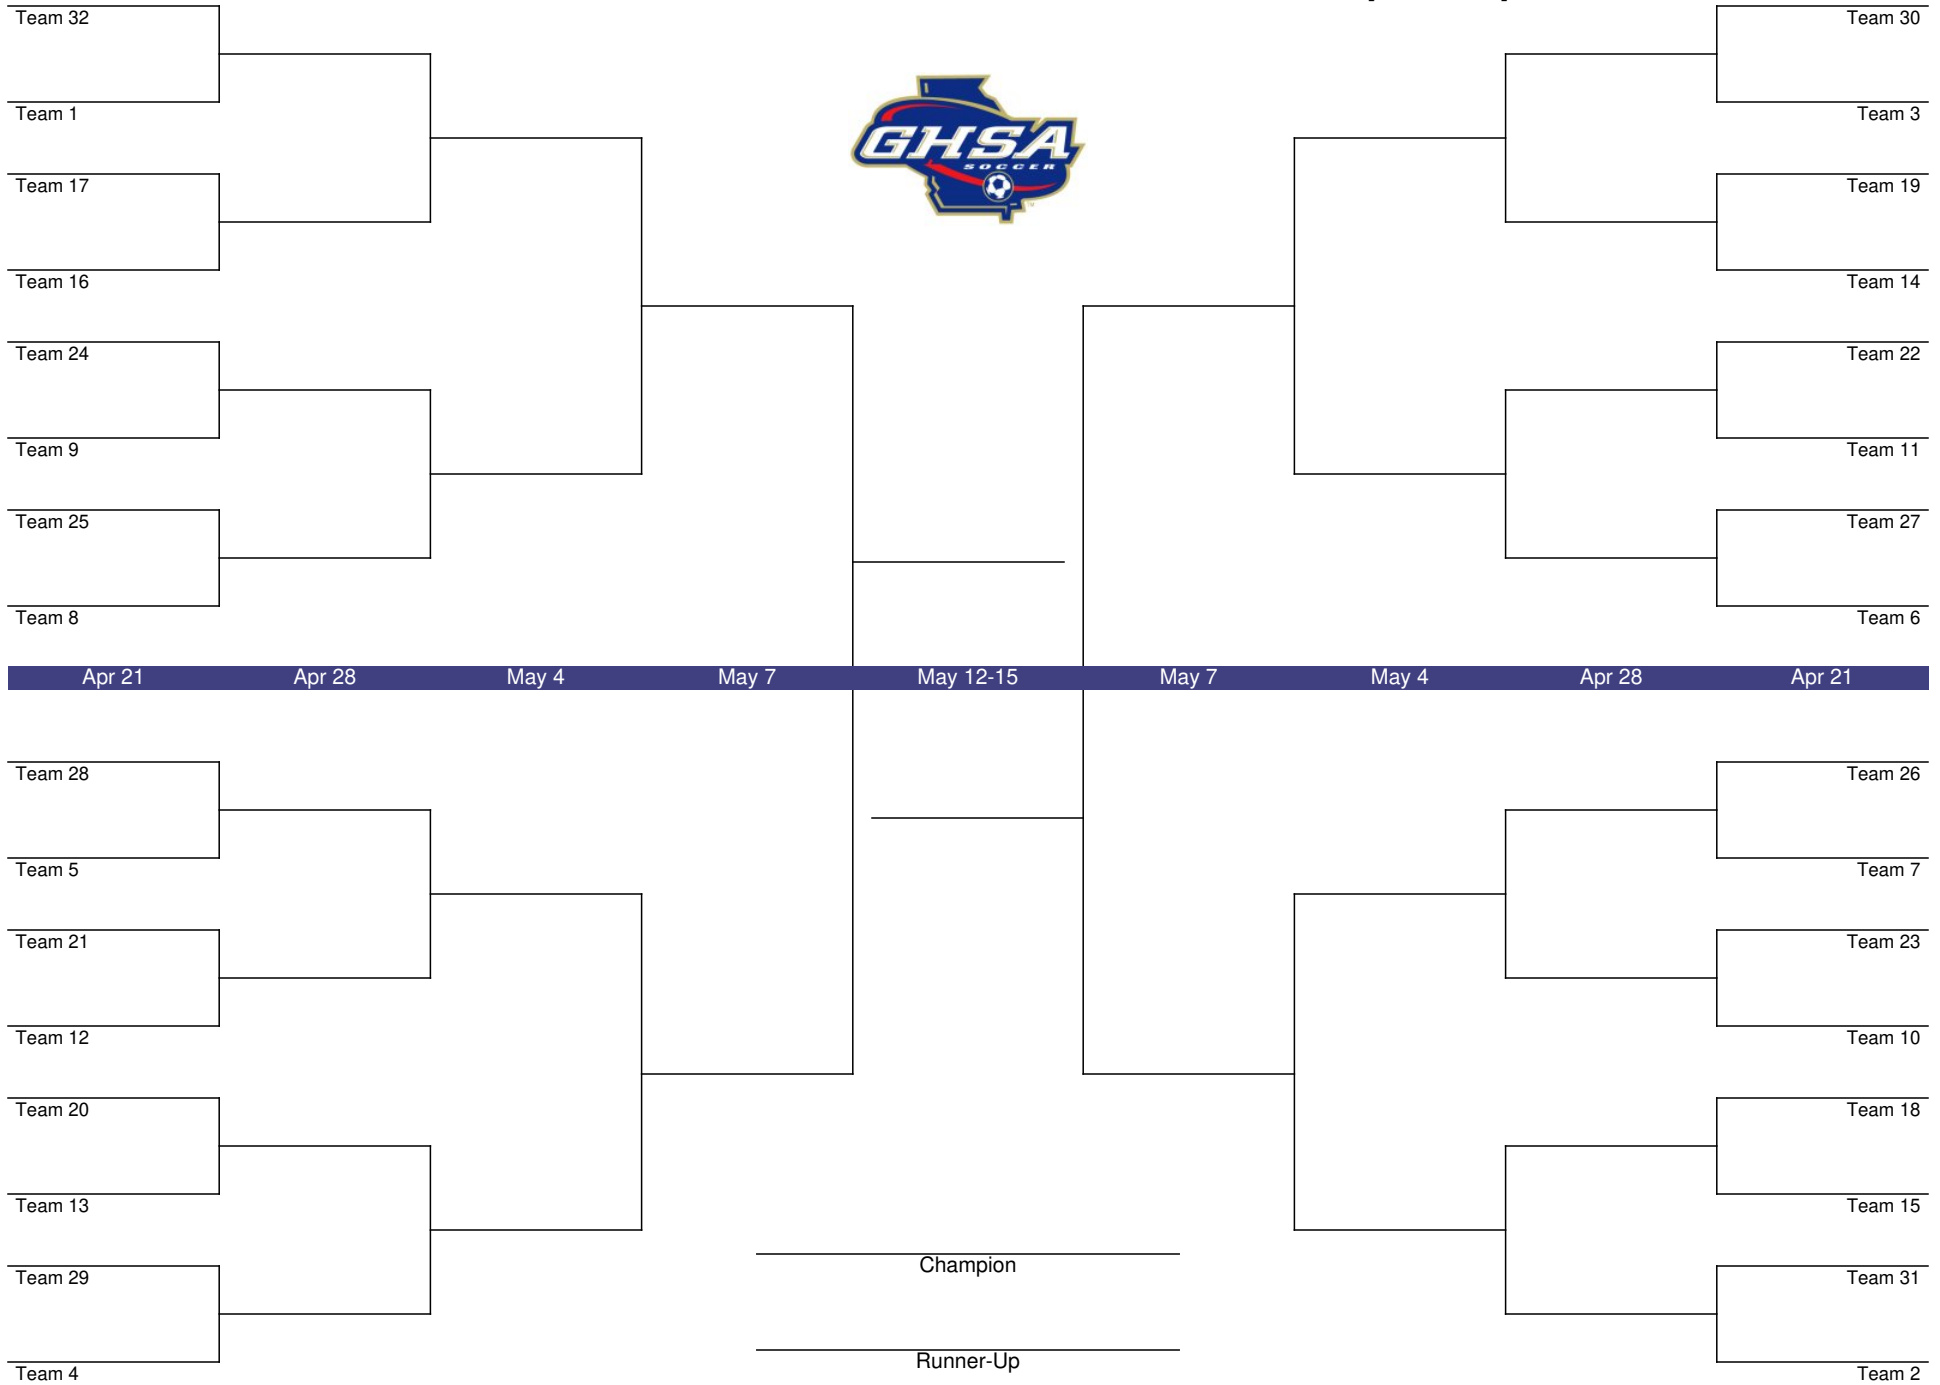 Team 32
Team 1
Team 17
Team 16
Team 24
Team 9
Team 25
Team 8
GHSA
SOCCER
Team 30
Team 3
Team 19
Team 14
Team 22
Team 11
Team 27
Team 6
Apr 21 Apr 28 May 4 May 7 May 12-15 May 7 May 4 Apr 28 Apr 21
Team 28
Team 5
Team 21
Team 12
Team 20
Team 13
Team 29
Team 4
Champion
Runner-Up
Team 26
Team 7
Team 23
Team 10
Team 18
Team 15
Team 31
Team 2